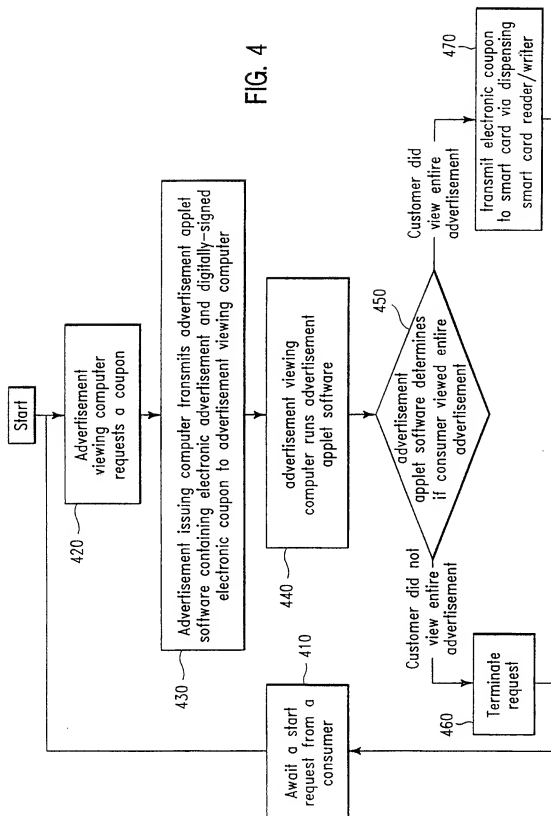 Start
Advertisement
viewing computer
requests a coupon
420
Advertisement issuing computer transmits advertisement applet
software containing electronic advertisement and digitally-signed
electronic coupon to advertisement viewing computer
430
advertisement viewing
computer runs advertisement
applet software
440
advertisement
applet software determines
if consumer viewed entire
advertisement
450
Customer did not
view entire
advertisement
Terminate
request
460
Await a start
request from a
consumer
410
Customer did
view entire
advertisement
transmit electronic coupon
to smart card via dispensing
smart card reader/writer
470
FIG. 4